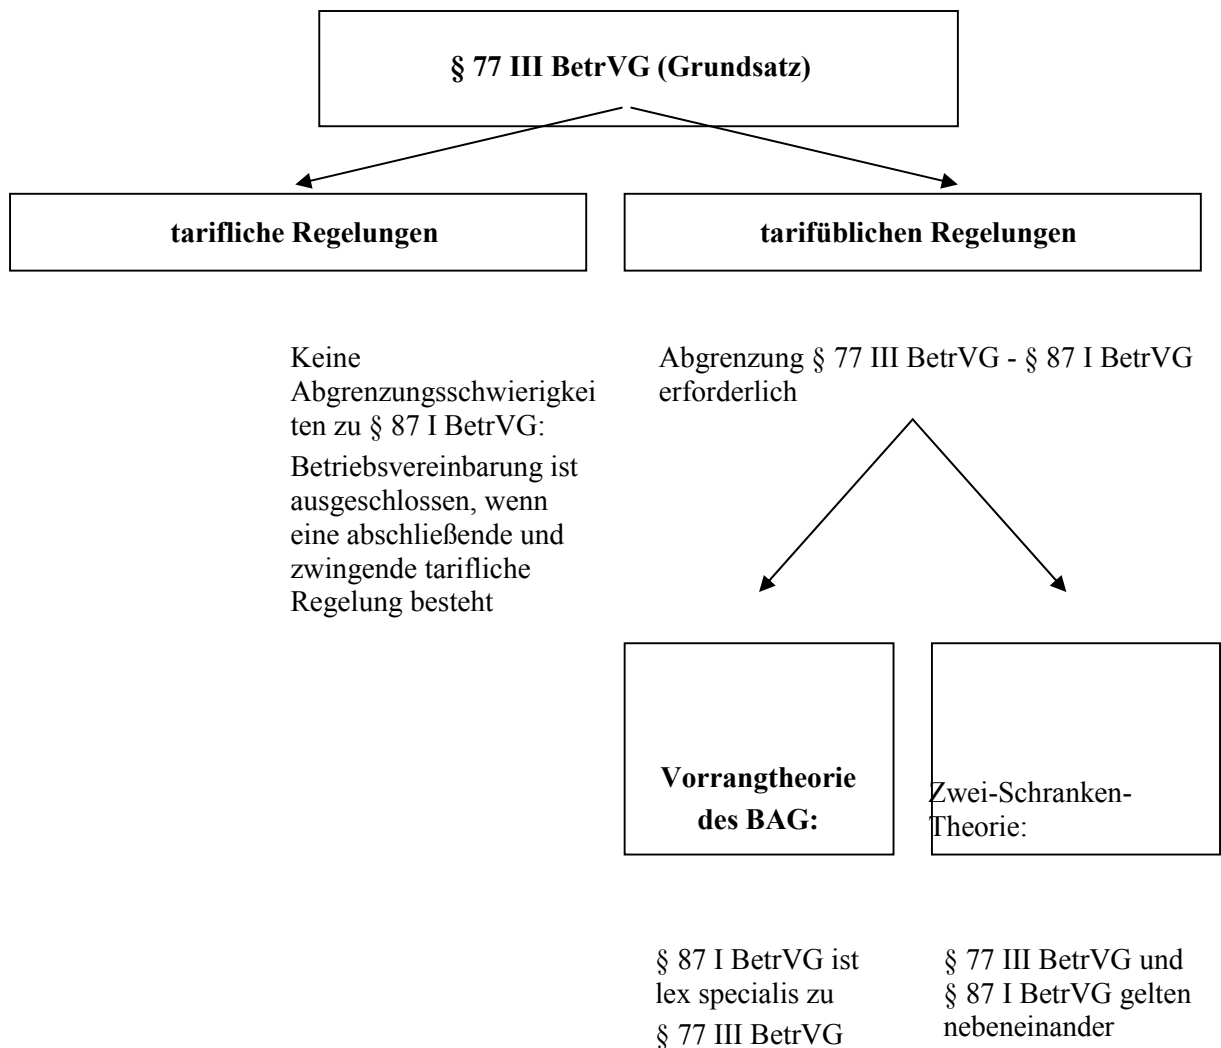 § 77 III BetrVG (Grundsatz)
tarifliche Regelungen
tarifüblichen Regelungen
Keine
Abgrenzungsschwierigkei
ten zu § 87 I BetrVG:
Betriebsvereinbarung ist
ausgeschlossen, wenn
eine abschließende und
zwingende tarifliche
Regelung besteht
Abgrenzung § 77 III BetrVG - § 87 I BetrVG
erforderlich
Vorrangtheorie
des BAG:
Zwei-Schranken-
Theorie:
§ 87 I BetrVG ist
lex specialis zu
§ 77 III BetrVG
§ 77 III BetrVG und
§ 87 I BetrVG gelten
nebeneinander